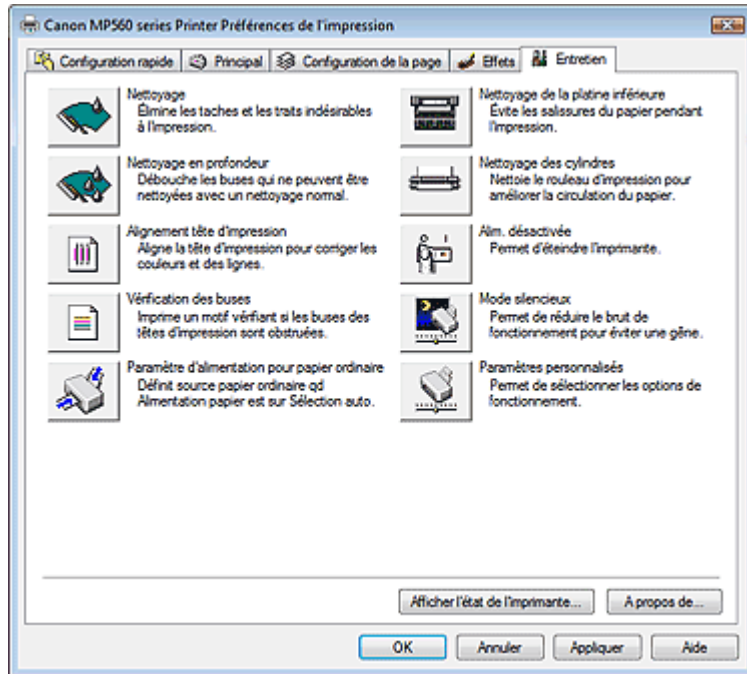 Canon MP560 series Printer Préférences de l'impression
Configuration rapide
Principal
Configuration de la page
Effets
Entretien
Nettoyage
Élimine les taches et les traits indésirables
à l'impression.
Nettoyage en profondeur
Débouche les buses qui ne peuvent être
nettoyées avec un nettoyage normal.
Alignement tête d'impression
Aligne la tête d'impression pour corriger les
couleurs et des lignes.
Vérification des buses
Imprime un motif vérifiant si les buses des
têtes d'impression sont obstruées.
Paramètre d'alimentation pour papier ordinaire
Définit source papier ordinaire qd
Alimentation papier est sur Sélection auto.
Nettoyage de la platine inférieure
Évite les salissures du papier pendant
l'impression.
Nettoyage des cylindres
Nettoie le rouleau d'impression pour
améliorer la circulation du papier.
Alim. désactivée
Permet d'éteindre l'imprimante.
Mode silencieux
Permet de réduire le bruit de
fonctionnement pour éviter une gêne.
Paramètres personnalisés
Permet de sélectionner les options de
fonctionnement.
Afficher l'état de l'imprimante...
A propos de...
OK
Annuler
Appliquer
Aide